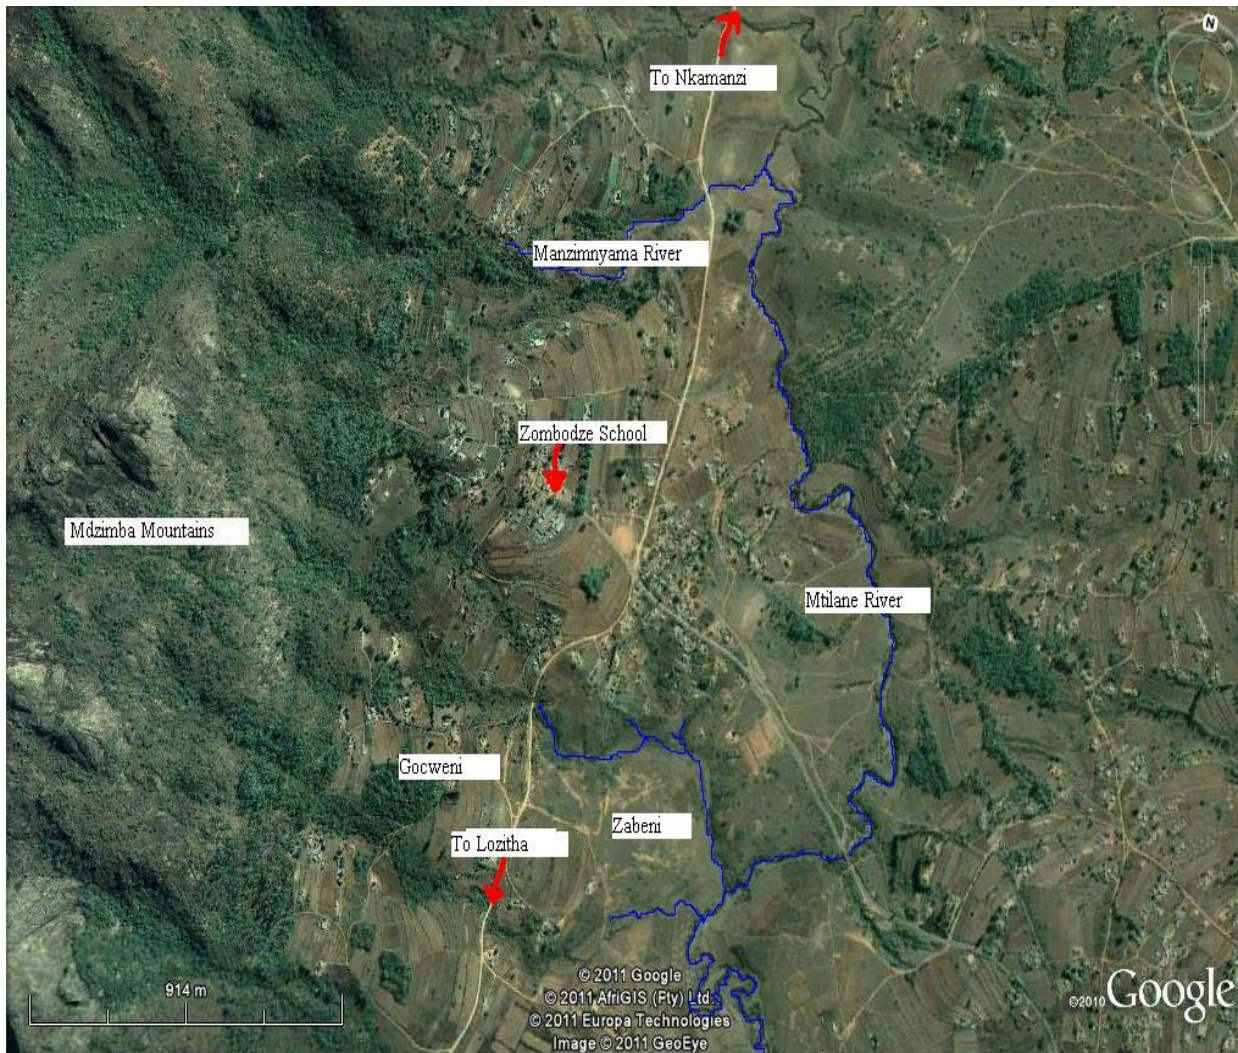 N
To Nkamanzi
Manzimnyama River
Zombodze School
Mdzimba Mountains
Mtilane River
Gocweni
Zabeni
To Lozitha
914 m
© 2011 Google
© 2011 AfriGIS (Pty) Ltd.
© 2011 Europa Technologies
Image © 2011 GeoEye
©2010 Google